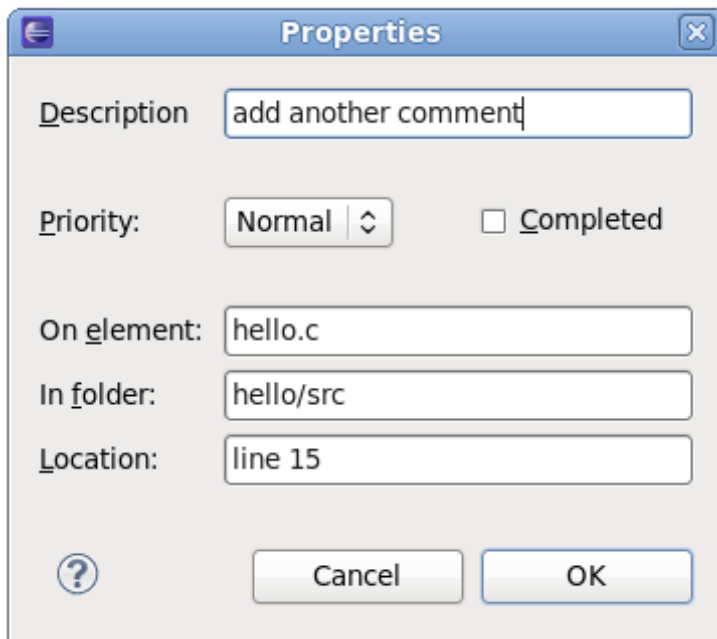 Properties
Description add another comment
Priority: Normal Completed
On element: hello.c
In folder: hello/src
Location: line 15
? Cancel OK